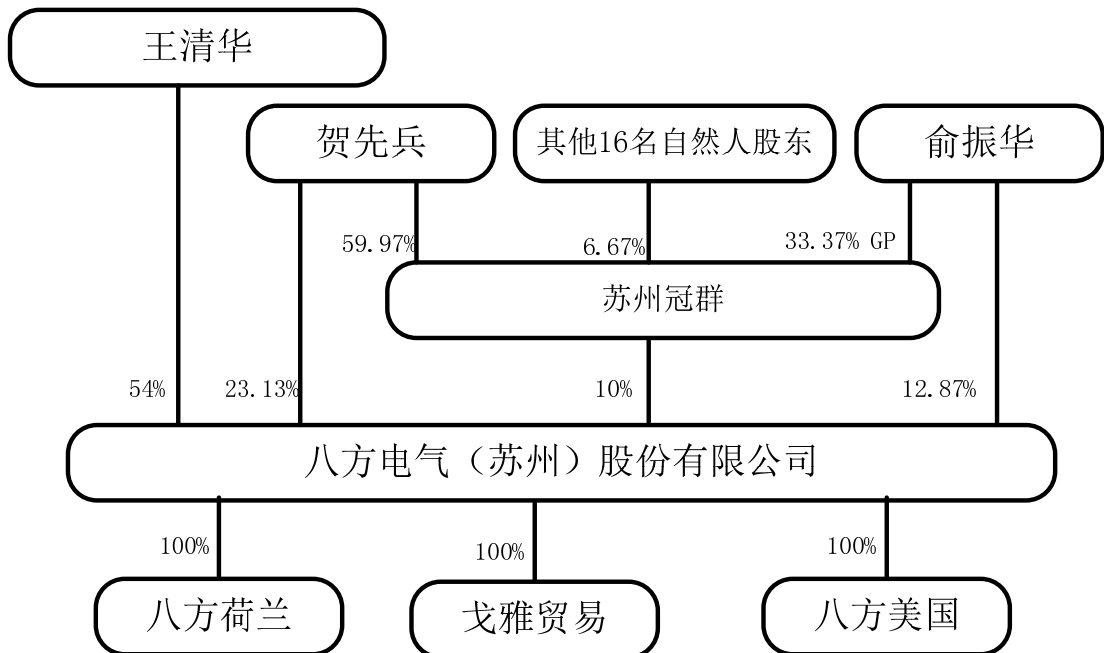 王清华
贺先兵
其他16名自然人股东
俞振华
59.97%
6.67%
33.37% GP
苏州冠群
54%
23.13%
10%
12.87%
八方电气（苏州）股份有限公司
100%
100%
100%
八方荷兰
戈雅贸易
八方美国